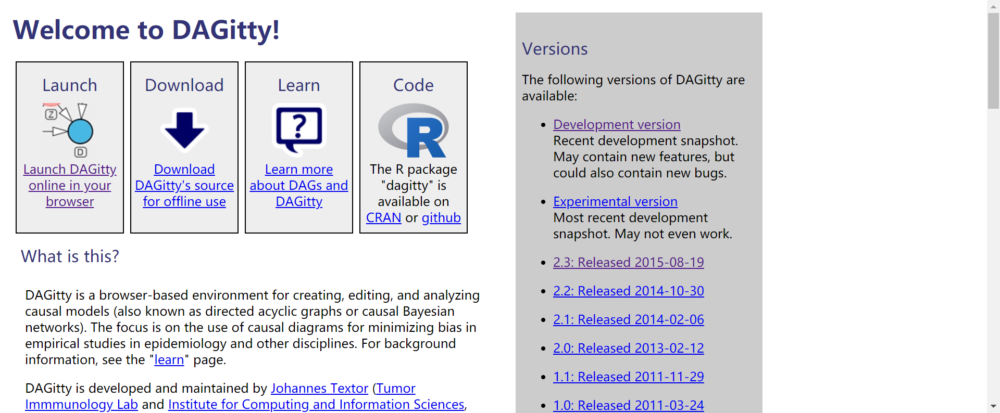 Welcome to DAGitty!
Launch
Z
D
Launch DAGitty
online in your
browser
Download
Download
DAGitty's source
for offline use
Learn
?
Learn more
about DAGs and
DAGitty
Code
R
The R package
"dagitty" is
available on
CRAN or github
What is this?
DAGitty is a browser-based environment for creating, editing, and analyzing
causal models (also known as directed acyclic graphs or causal Bayesian
networks). The focus is on the use of causal diagrams for minimizing bias in
empirical studies in epidemiology and other disciplines. For background
information, see the "learn" page.
DAGitty is developed and maintained by Johannes Textor (Tumor
Immmunology Lab and Institute for Computing and Information Sciences,
Versions
The following versions of DAGitty are
available:
Development version
Recent development snapshot.
May contain new features, but
could also contain new bugs.
Experimental version
Most recent development
snapshot. May not even work.
2.3: Released 2015-08-19
2.2: Released 2014-10-30
2.1: Released 2014-02-06
2.0: Released 2013-02-12
1.1: Released 2011-11-29
1.0: Released 2011-03-24